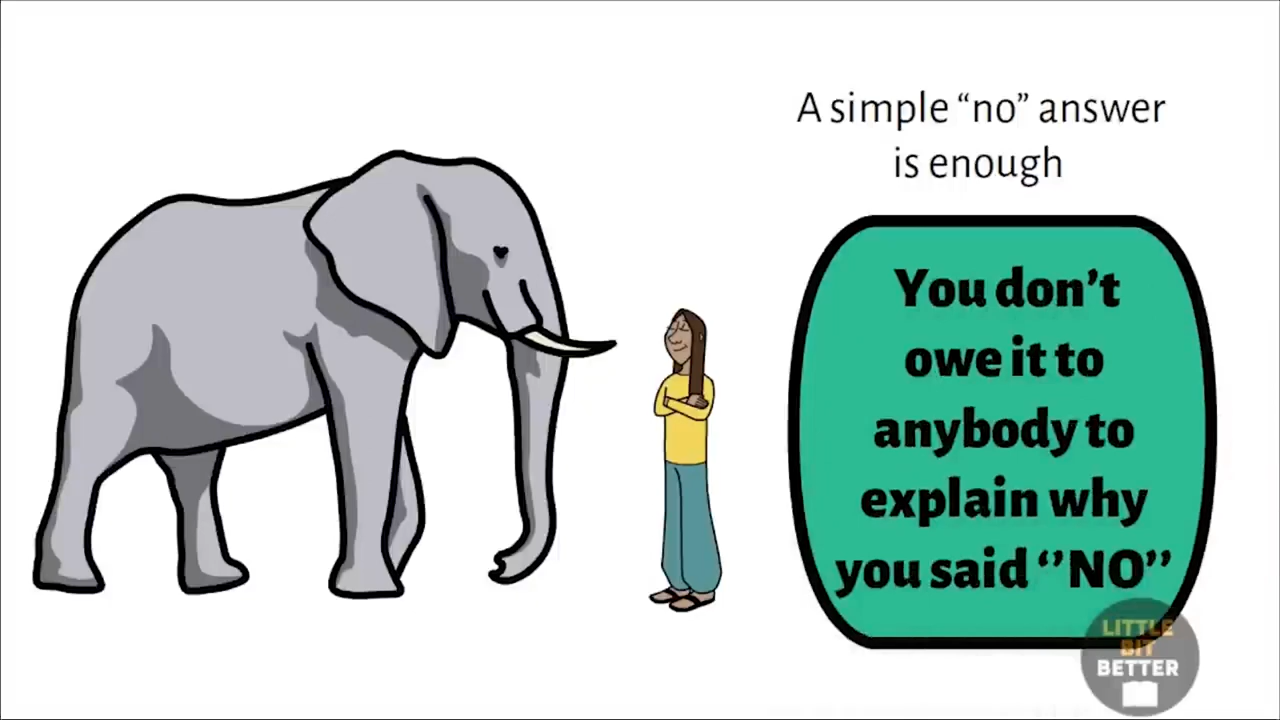 A simple “no” answer
is enough
You don’t
owe it to
anybody to
explain why
you said ‘’NO’’
LITTLE
BIT
BETTER